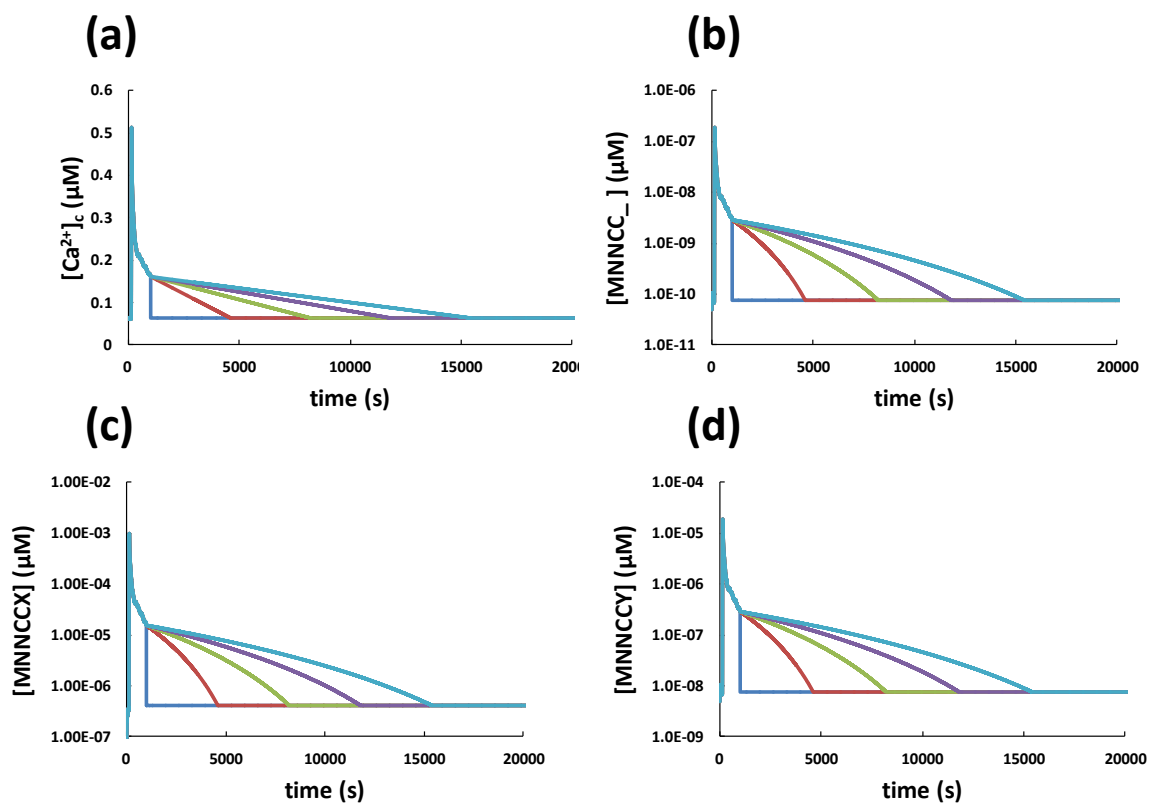 (a)
[Ca²⁺]c (µM)
0.6
0.5
0.4
0.3
0.2
0.1
0
0 5000 10000 15000 2000
time (s)
(b)
[MNNCC_ ] (µM)
1.0E-06
1.0E-07
1.0E-08
1.0E-09
1.0E-10
1.0E-11
0 5000 10000 15000 20000
time (s)
(c)
[MNNCCX] (µM)
1.00E-02
1.00E-03
1.00E-04
1.00E-05
1.00E-06
1.00E-07
0 5000 10000 15000 20000
time (s)
(d)
[MNNCCY] (µM)
1.0E-04
1.0E-05
1.0E-06
1.0E-07
1.0E-08
1.0E-09
0 5000 10000 15000 20000
time (s)